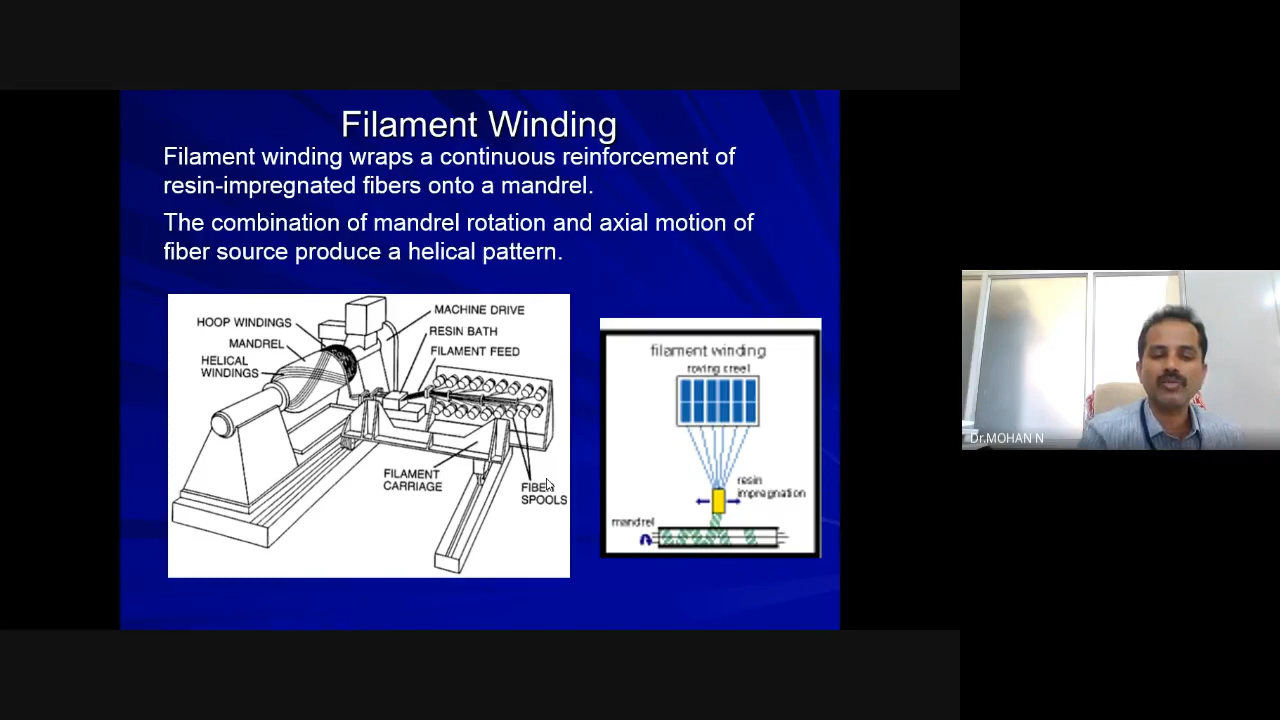 Filament Winding
Filament winding wraps a continuous reinforcement of
resin-impregnated fibers onto a mandrel.
The combination of mandrel rotation and axial motion of
fiber source produce a helical pattern.
HOOP WINDINGS
MANDREL
HELICAL
WINDINGS
MACHINE DRIVE
RESIN BATH
FILAMENT FEED
FILAMENT
CARRIAGE
FIBER
SPOOLS
filament winding
roving creel
resin
impregnation
mandrel
Dr.MOHAN N